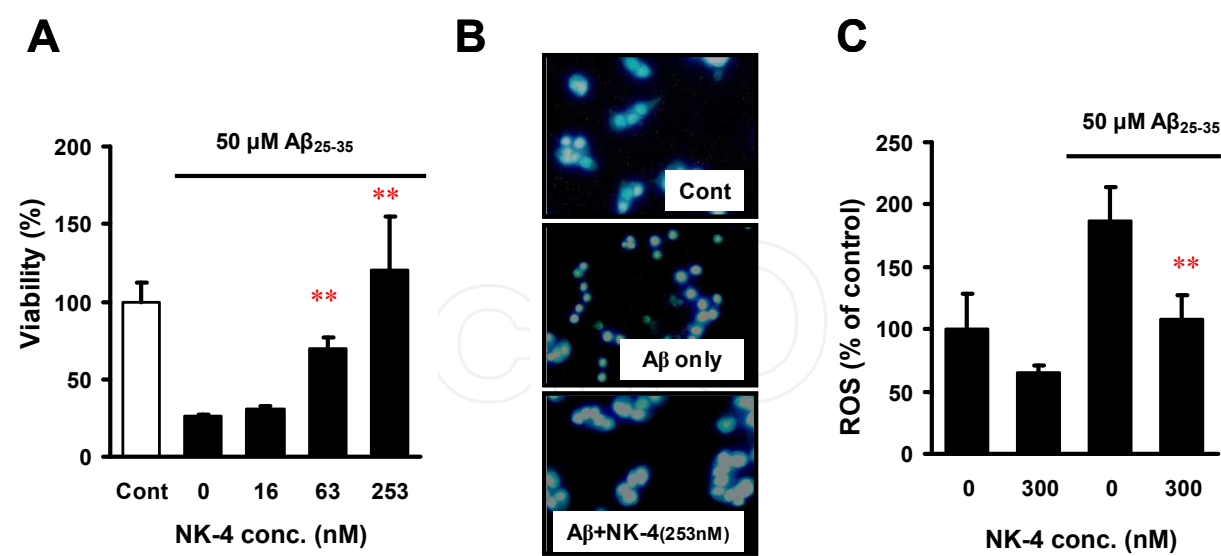 A
50 µM Aβ25-35
200
150
100
50
0
Viability (%)
**
**
Cont 0 16 63 253
NK-4 conc. (nM)
B
Cont
Aβ only
Aβ+NK-4(253nM)
C
50 µM Aβ25-35
250
200
150
100
50
0
ROS (% of control)
**
0 300 0 300
NK-4 conc. (nM)